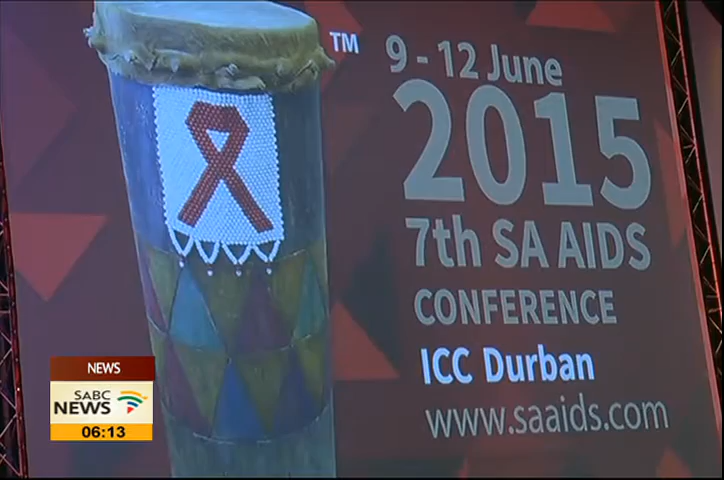 TM
9 - 12 June
2015
7th SA AIDS
CONFERENCE
ICC Durban
www.saaids.com
NEWS
SABC
NEWS
06:13